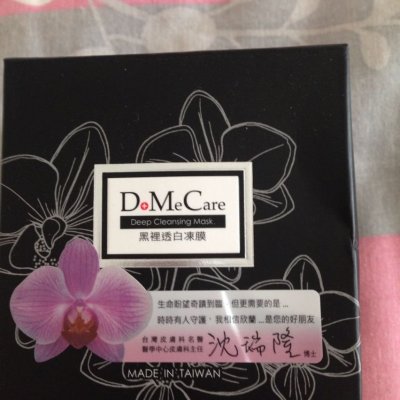 D MeCare
Deep Cleansing Mask.
黑裡透白凍膜
生命盼望奇蹟到臨，但更需要的是...
時時有人守護，我相信欣蘭...是您的好朋友
台灣皮膚科名醫
醫學中心皮膚科主任
沈瑞隆 博士
MADE IN TAIWAN